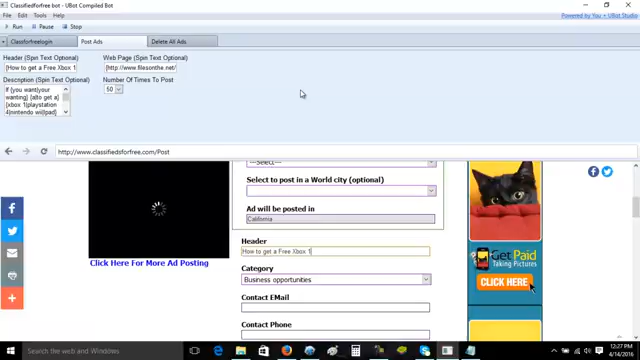 Classifiedsforfree bot - UBot Compiled Bot
File Edit Tools Help
Run Pause Stop
Powered by You + UBot Studio
Classforfreelogin Post Ads Delete All Ads
Header (Spin Text Optional) Web Page (Spin Text Optional)
{How to get a Free Xbox 1 {http://www.filesonthe.net/
Description (Spin Text Optional) Number Of Times To Post
If {you want|your 50
wanting} {alto get a}
{xbox 1|playstation
4|nintendo wii|pad}
http://www.classifiedsforfree.com/Post
---Select---
Select to post in a World city (optional)
Ad will be posted in
California
Header
How to get a Free Xbox 1
Click Here For More Ad Posting
Category
Business opportunities
Contact EMail
Contact Phone
Get Paid
Taking Pictures
CLICK HERE
Search the web and Windows
12:27 PM
4/14/2016